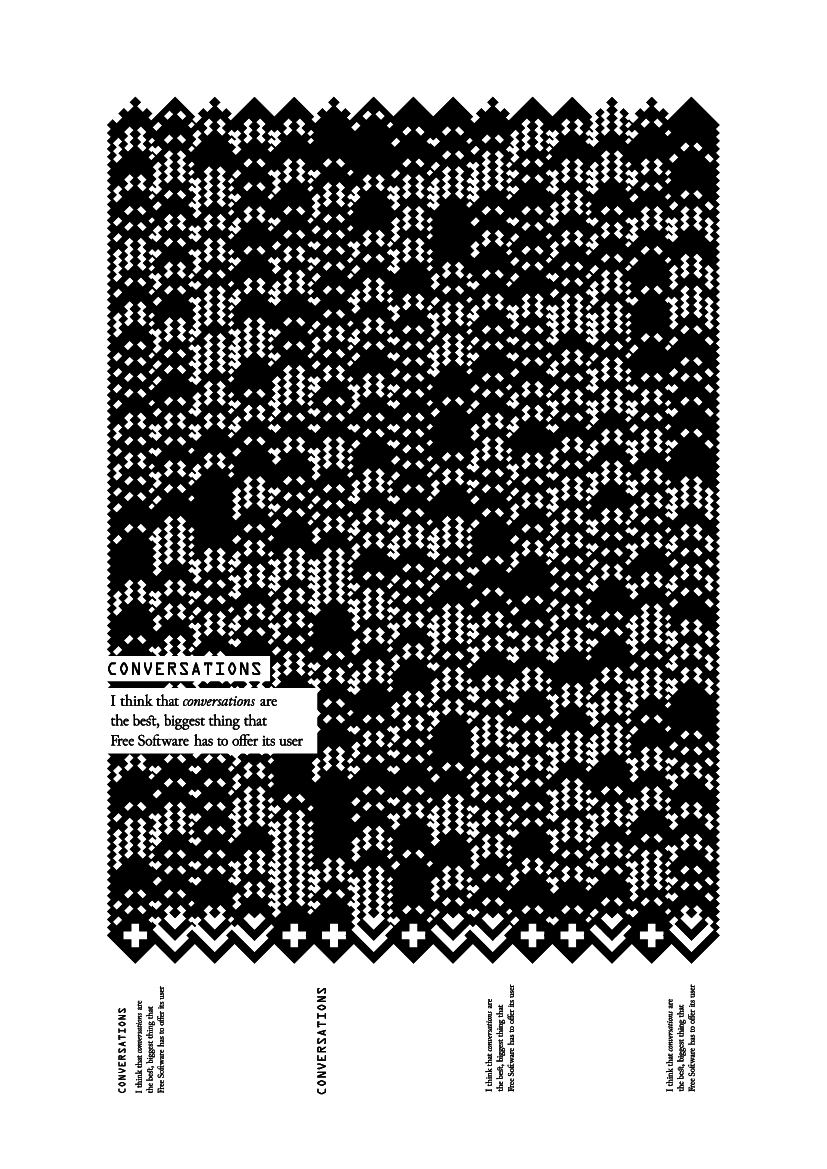 CONVERSATIONS
I think that conversations are
the best, biggest thing that
Free Software has to offer its user
CONVERSATIONS
I think that conversations are
the best, biggest thing that
Free Software has to offer its user
CONVERSATIONS
I think that conversations are
the best, biggest thing that
Free Software has to offer its user
I think that conversations are
the best, biggest thing that
Free Software has to offer its user